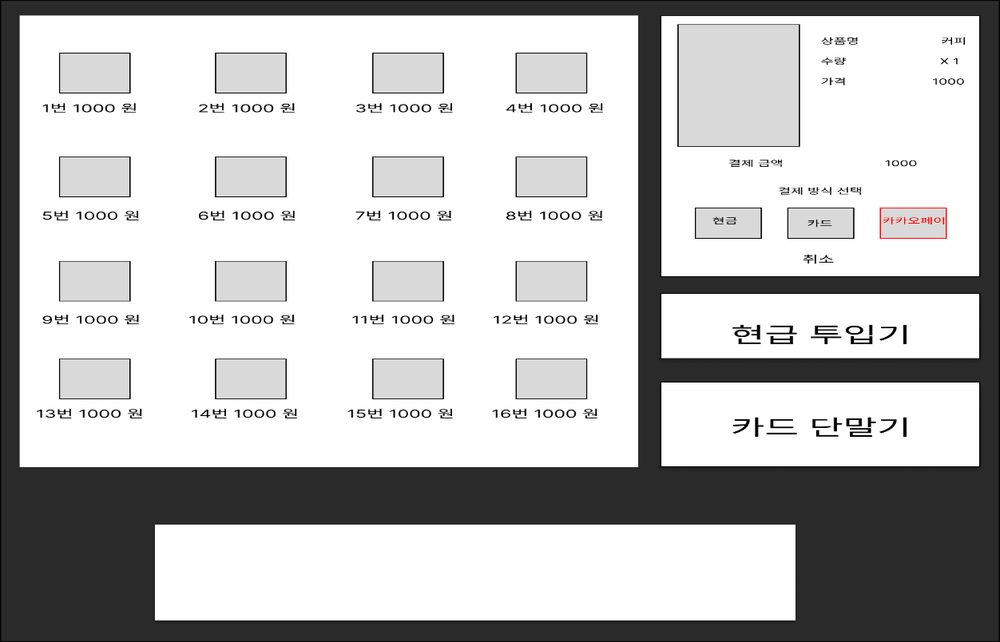 1번 1000 원 2번 1000 원 3번 1000 원 4번 1000 원
5번 1000 원 6번 1000 원 7번 1000 원 8번 1000 원
9번 1000 원 10번 1000 원 11번 1000 원 12번 1000 원
13번 1000 원 14번 1000 원 15번 1000 원 16번 1000 원
상품명 커피
수량 X 1
가격 1000
결제 금액 1000
결제 방식 선택
현금 카드 카카오페이
취소
현급 투입기
카드 단말기